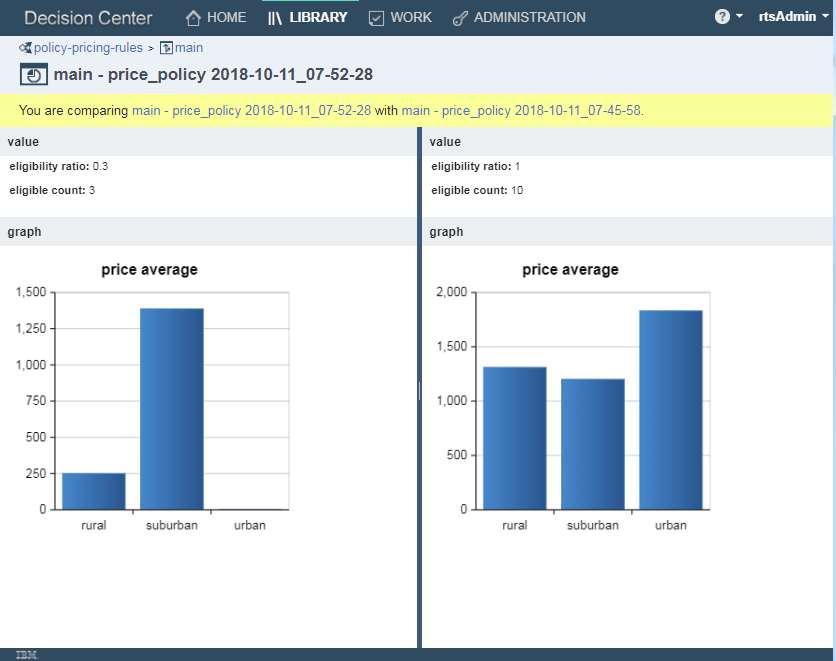 Decision Center HOME LIBRARY WORK ADMINISTRATION ? rtsAdmin
policy-pricing-rules > main
main - price_policy 2018-10-11_07-52-28
You are comparing main - price_policy 2018-10-11_07-52-28 with main - price_policy 2018-10-11_07-45-58.
value
eligibility ratio: 0.3
eligible count: 3
graph
price average
1,500
1,250
1,000
750
500
250
0
rural suburban urban
value
eligibility ratio: 1
eligible count: 10
graph
price average
2,000
1,500
1,000
500
0
rural suburban urban
IBM